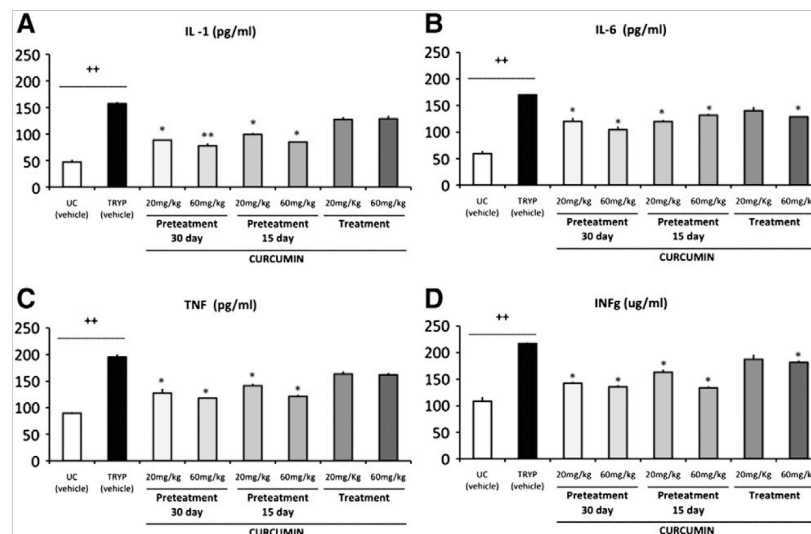 A
IL -1 (pg/ml)
250
200
150
100
50
0
++
*
**
*
*
UC
(vehicle)
TRYP
(vehicle)
20mg/kg 60mg/kg 20mg/kg 60mg/kg 20mg/Kg 60mg/Kg
Pretreatment
30 day
Pretreatment
15 day
Treatment
CURCUMIN
B
IL-6 (pg/ml)
250
200
150
100
50
0
++
*
*
*
*
*
UC
(vehicle)
TRYP
(vehicle)
20mg/kg 60mg/kg 20mg/kg 60mg/kg 20mg/Kg 60mg/Kg
Pretreatment
30 day
Pretreatment
15 day
Treatment
CURCUMIN
C
TNF (pg/ml)
250
200
150
100
50
0
++
*
*
*
*
UC
(vehicle)
TRYP
(vehicle)
20mg/kg 60mg/kg 20mg/kg 60mg/kg 20mg/Kg 60mg/Kg
Pretreatment
30 day
Pretreatment
15 day
Treatment
CURCUMIN
D
INFg (ug/ml)
250
200
150
100
50
0
++
*
*
*
*
*
UC
(vehicle)
TRYP
(vehicle)
20mg/kg 60mg/kg 20mg/kg 60mg/kg 20mg/Kg 60mg/Kg
Pretreatment
30 day
Pretreatment
15 day
Treatment
CURCUMIN